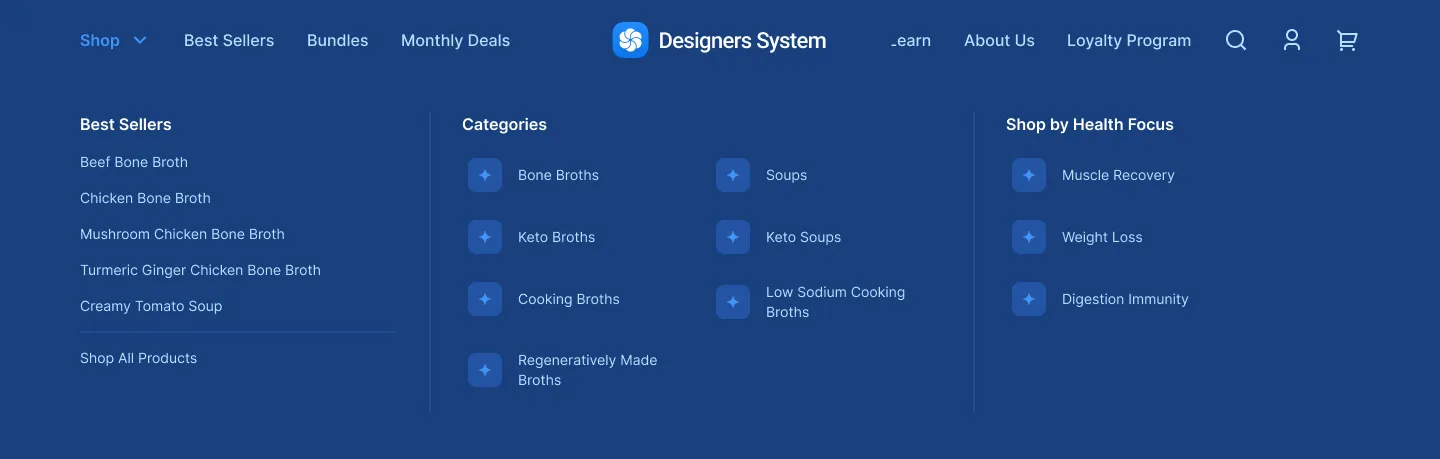 Shop
Best Sellers
Bundles
Monthly Deals
Designers System
earn
About Us
Loyalty Program
Best Sellers
Beef Bone Broth
Chicken Bone Broth
Mushroom Chicken Bone Broth
Turmeric Ginger Chicken Bone Broth
Creamy Tomato Soup
Shop All Products
Categories
Bone Broths
Soups
Keto Broths
Keto Soups
Cooking Broths
Low Sodium Cooking
Broths
Regeneratively Made
Broths
Shop by Health Focus
Muscle Recovery
Weight Loss
Digestion Immunity